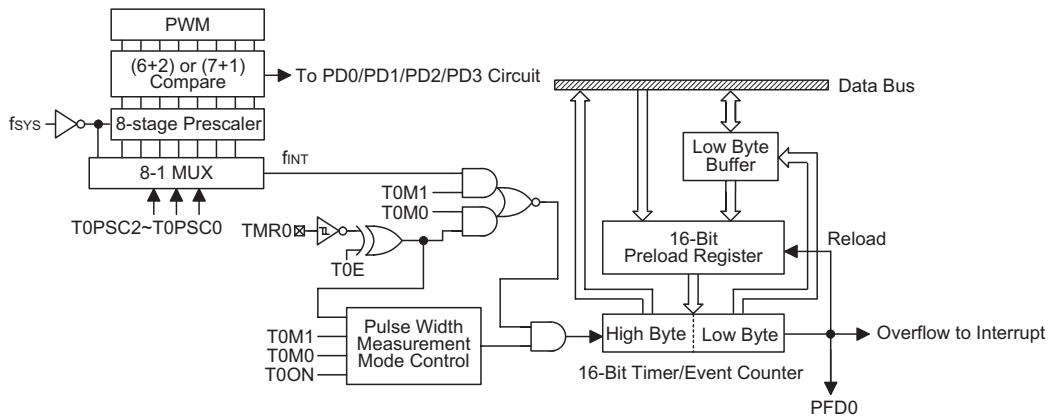 PWM
(6+2) or (7+1)
Compare
To PD0/PD1/PD2/PD3 Circuit
Data Bus
fSYS
8-stage Prescaler
Low Byte
Buffer
8-1 MUX
fINT
T0M1
T0M0
T0PSC2~T0PSC0
TMR0
T0E
16-Bit
Preload Register
Reload
T0M1
T0M0
T0ON
Pulse Width
Measurement
Mode Control
High Byte
Low Byte
Overflow to Interrupt
16-Bit Timer/Event Counter
PFD0